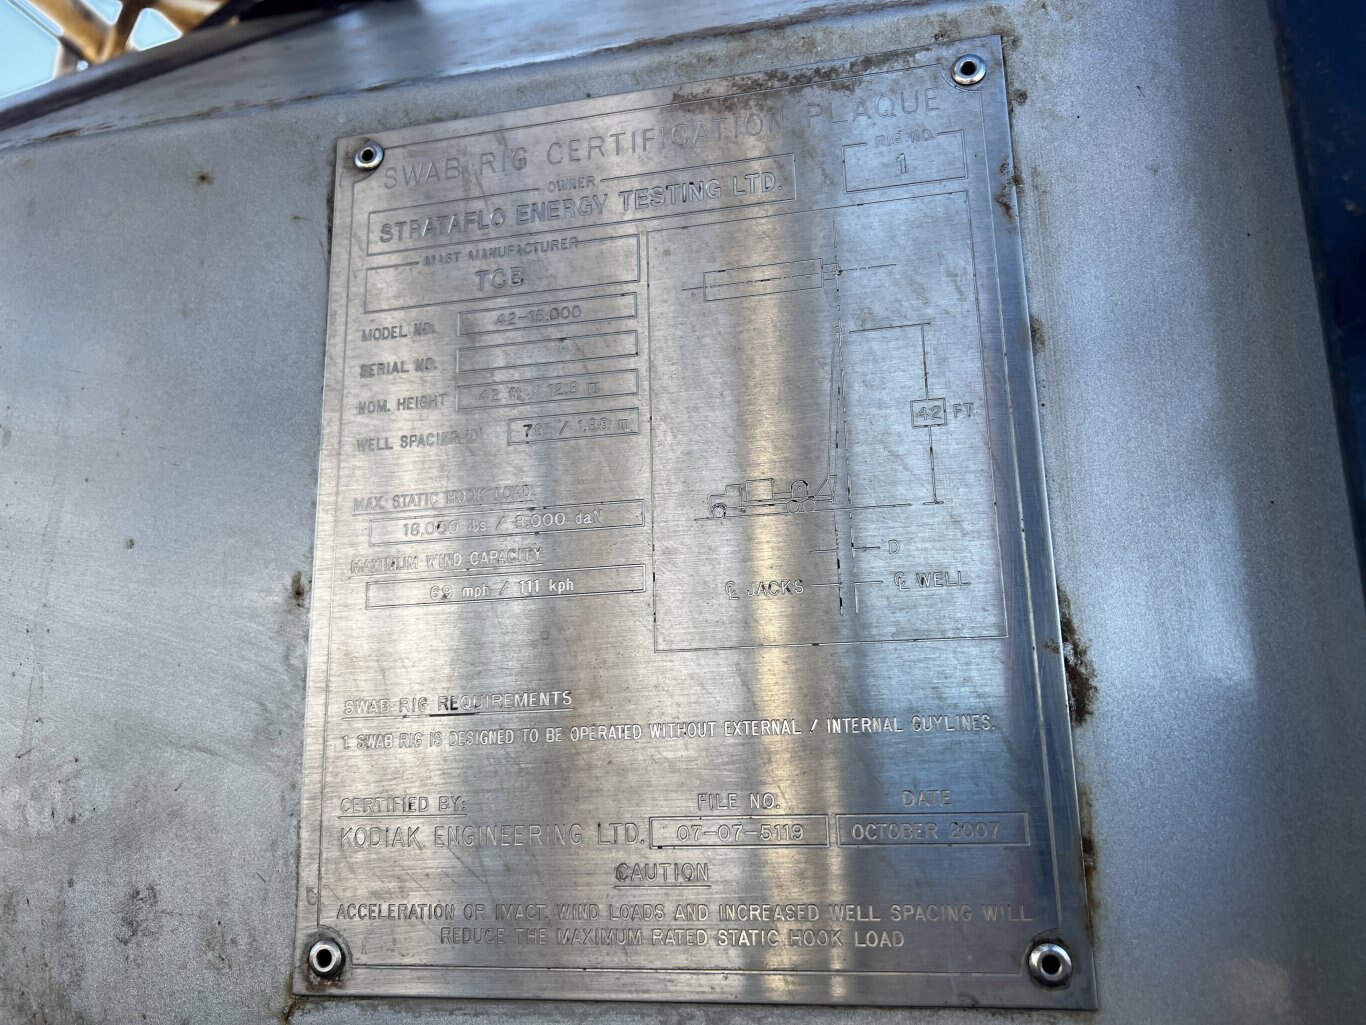 SWAB RIG CERTIFICATION PLAQUE
OWNER
STRATAFLO ENERGY TESTING LTD.
RIG NO.
1
MAST MANUFACTURER
TCB
MODEL NO. 42-18,000
SERIAL NO.
NOM. HEIGHT 42 ft / 12.8 m
WELL SPACING 'D' 78" / 1.98 m
MAX. STATIC HOOK LOAD
18,000 lbs / 8,000 daN
MAXIMUM WIND CAPACITY
69 mph / 111 kph
42 FT.
D
℄ JACKS
℄ WELL
SWAB RIG REQUIREMENTS
1. SWAB RIG IS DESIGNED TO BE OPERATED WITHOUT EXTERNAL / INTERNAL GUYLINES.
CERTIFIED BY:
KODIAK ENGINEERING LTD.
FILE NO.
07-07-5119
DATE
OCTOBER 2007
CAUTION
ACCELERATION OR IMPACT, WIND LOADS AND INCREASED WELL SPACING WILL
REDUCE THE MAXIMUM RATED STATIC HOOK LOAD